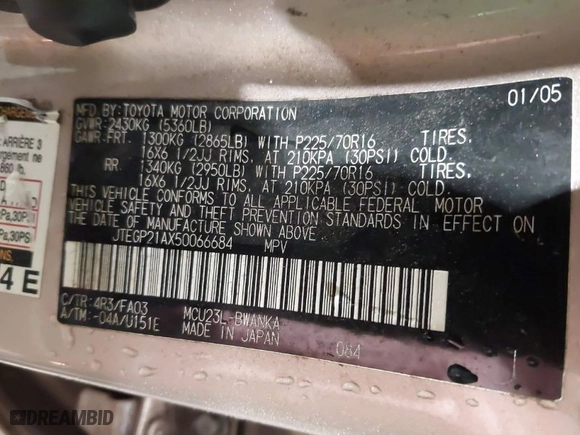 MFD.BY:TOYOTA MOTOR CORPORATION 01/05
GVWR-2430KG (5360LB)
GAWR-FRT. 1300KG (2865LB) WITH P225/70R16 TIRES.
16X6 1/2JJ RIMS. AT 210KPA (30PSI) COLD.
RR. 1340KG (2950LB) WITH P225/70R16 TIRES.
16X6 1/2JJ RIMS. AT 210KPA (30PSI) COLD.
THIS VEHICLE CONFORMS TO ALL APPLICABLE FEDERAL MOTOR
VEHICLE SAFETY AND THEFT PREVENTION STANDARDS IN EFFECT ON
THE DATE OF MANUFACTURE SHOWN ABOVE.
JTEGP21AX50066684 MPV
C/TR:4R3/FA03 MCU23L-BWANKA
A/TM:-04A/U151E MADE IN JAPAN
084
ARRIÈRE 3
4 E
DREAMBID